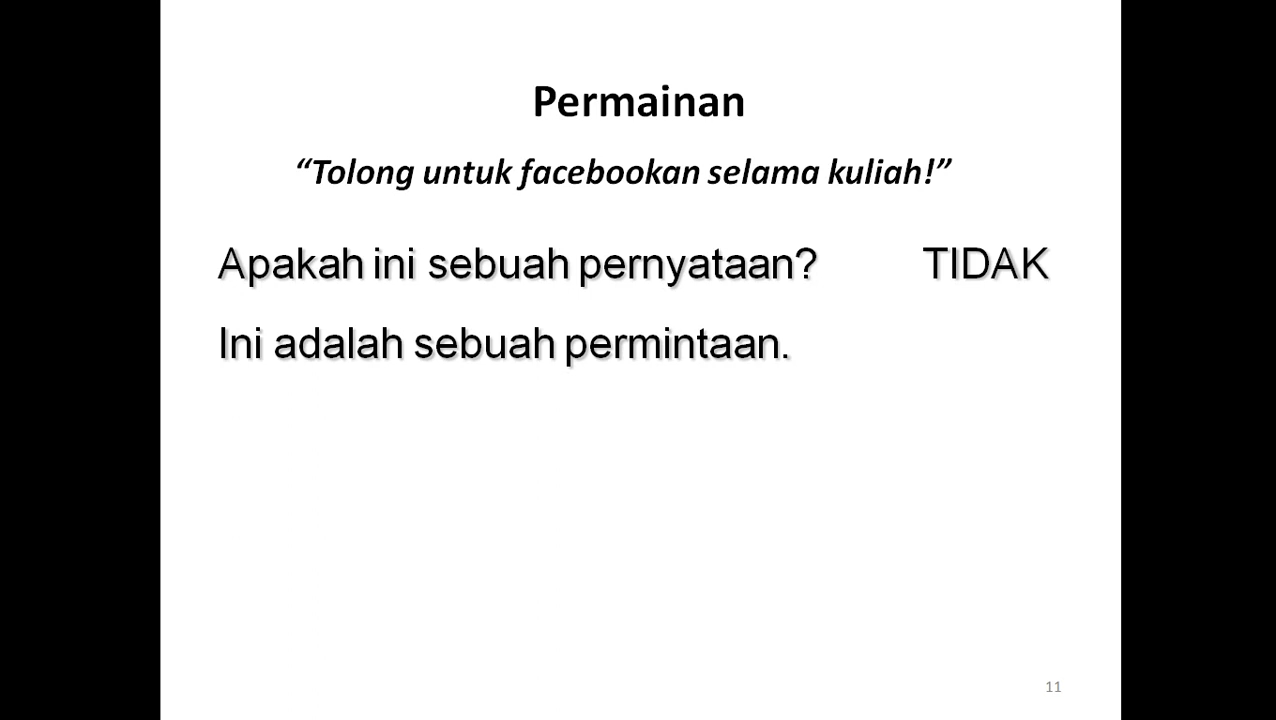 Permainan
“Tolong untuk facebookan selama kuliah!”
Apakah ini sebuah pernyataan? TIDAK
Ini adalah sebuah permintaan.
11